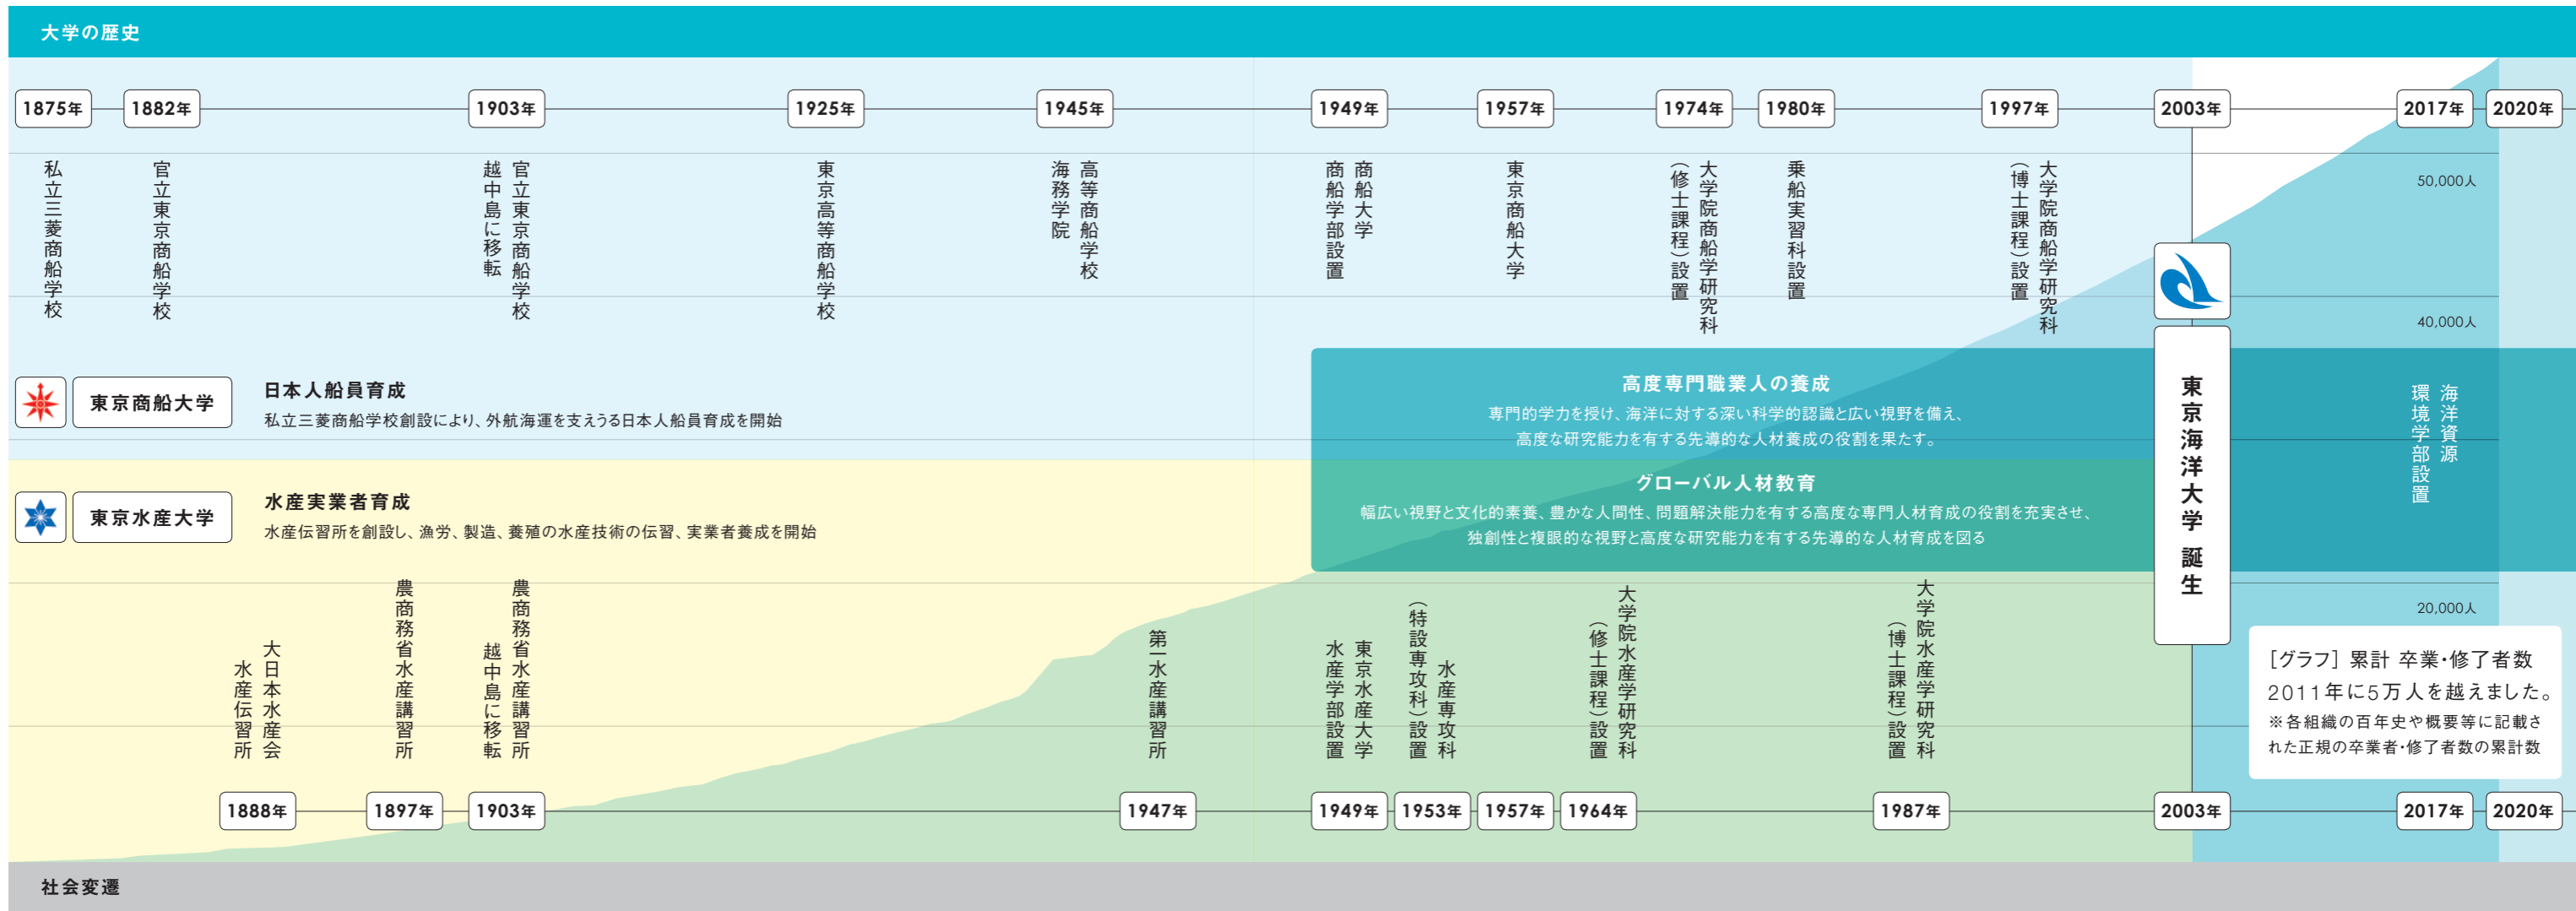 大学の歴史
1875年
1882年
1903年
1925年
1945年
1949年
1957年
1974年
1980年
1997年
2003年
2017年
2020年
私立三菱商船学校
官立東京商船学校
官立東京商船学校
越中島に移転
東京高等商船学校
高等商船学校
海務学院
商船大学
商船学部設置
東京商船大学
大学院商船学研究科
（修士課程）設置
乗船実習科設置
大学院商船学研究科
（博士課程）設置
50,000人
40,000人
東京商船大学
日本人船員育成
私立三菱商船学校創設により、外航海運を支えうる日本人船員育成を開始
高度専門職業人の養成
専門的学力を授け、海洋に対する深い科学的認識と広い視野を備え、
高度な研究能力を有する先導的な人材養成の役割を果たす。
東京海洋大学 誕生
海洋資源
環境学部設置
東京水産大学
水産実業者育成
水産伝習所を創設し、漁労、製造、養殖の水産技術の伝習、実業者養成を開始
グローバル人材教育
幅広い視野と文化的素養、豊かな人間性、問題解決能力を有する高度な専門人材育成の役割を充実させ、
独創性と複眼的な視野と高度な研究能力を有する先導的な人材育成を図る
20,000人
大日本水産会
水産伝習所
農商務省水産講習所
農商務省水産講習所
越中島に移転
第一水産講習所
東京水産大学
水産学部設置
水産専攻科
（特設専攻科）設置
大学院水産学研究科
（修士課程）設置
大学院水産学研究科
（博士課程）設置
［グラフ］累計 卒業・修了者数
2011年に5万人を越えました。
※各組織の百年史や概要等に記載さ
れた正規の卒業者・修了者数の累計数
1888年
1897年
1903年
1947年
1949年
1953年
1957年
1964年
1987年
2003年
2017年
2020年
社会変遷